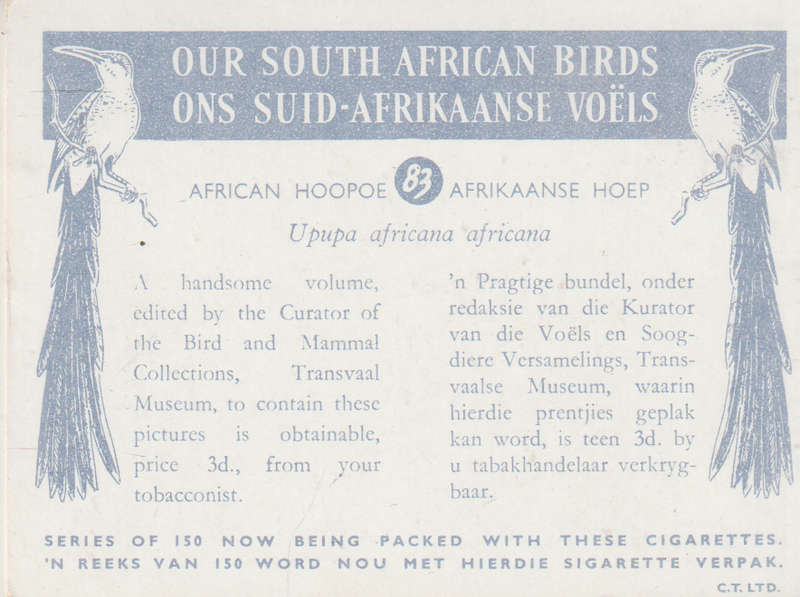 OUR SOUTH AFRICAN BIRDS
ONS SUID-AFRIKAANSE VOËLS
AFRICAN HOOPOE 83 AFRIKAANSE HOEP
Upupa africana africana
A handsome volume,
edited by the Curator of
the Bird and Mammal
Collections, Transvaal
Museum, to contain these
pictures is obtainable,
price 3d., from your
tobacconist.
'n Pragtige bundel, onder
redaksie van die Kurator
van die Voëls en Soog-
diere Versamelings, Trans-
vaalse Museum, waarin
hierdie prentjies geplak
kan word, is teen 3d. by
u tabakhandelaar verkryg-
baar.
SERIES OF 150 NOW BEING PACKED WITH THESE CIGARETTES.
'N REEKS VAN 150 WORD NOU MET HIERDIE SIGARETTE VERPAK.
C.T. LTD.